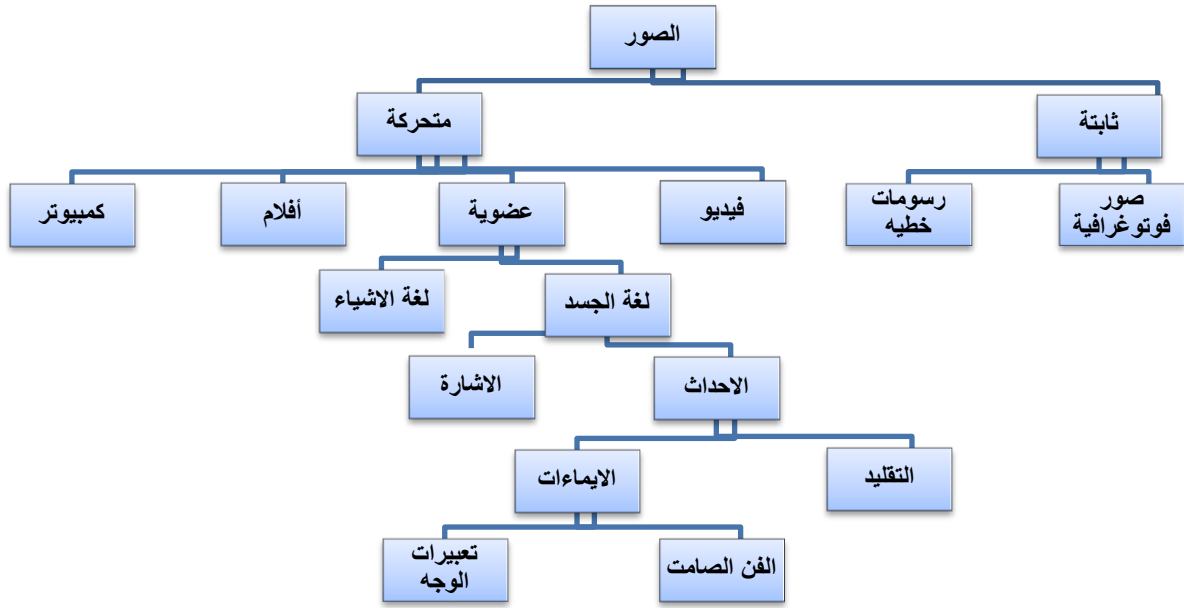 الصور
ثابتة
متحركة
صور
فوتوغرافية
رسومات
خطيه
فيديو
عضوية
أفلام
كمبيوتر
لغة الجسد
لغة الاشياء
الاحداث
الاشارة
التقليد
الايماءات
الفن الصامت
تعبيرات
الوجه